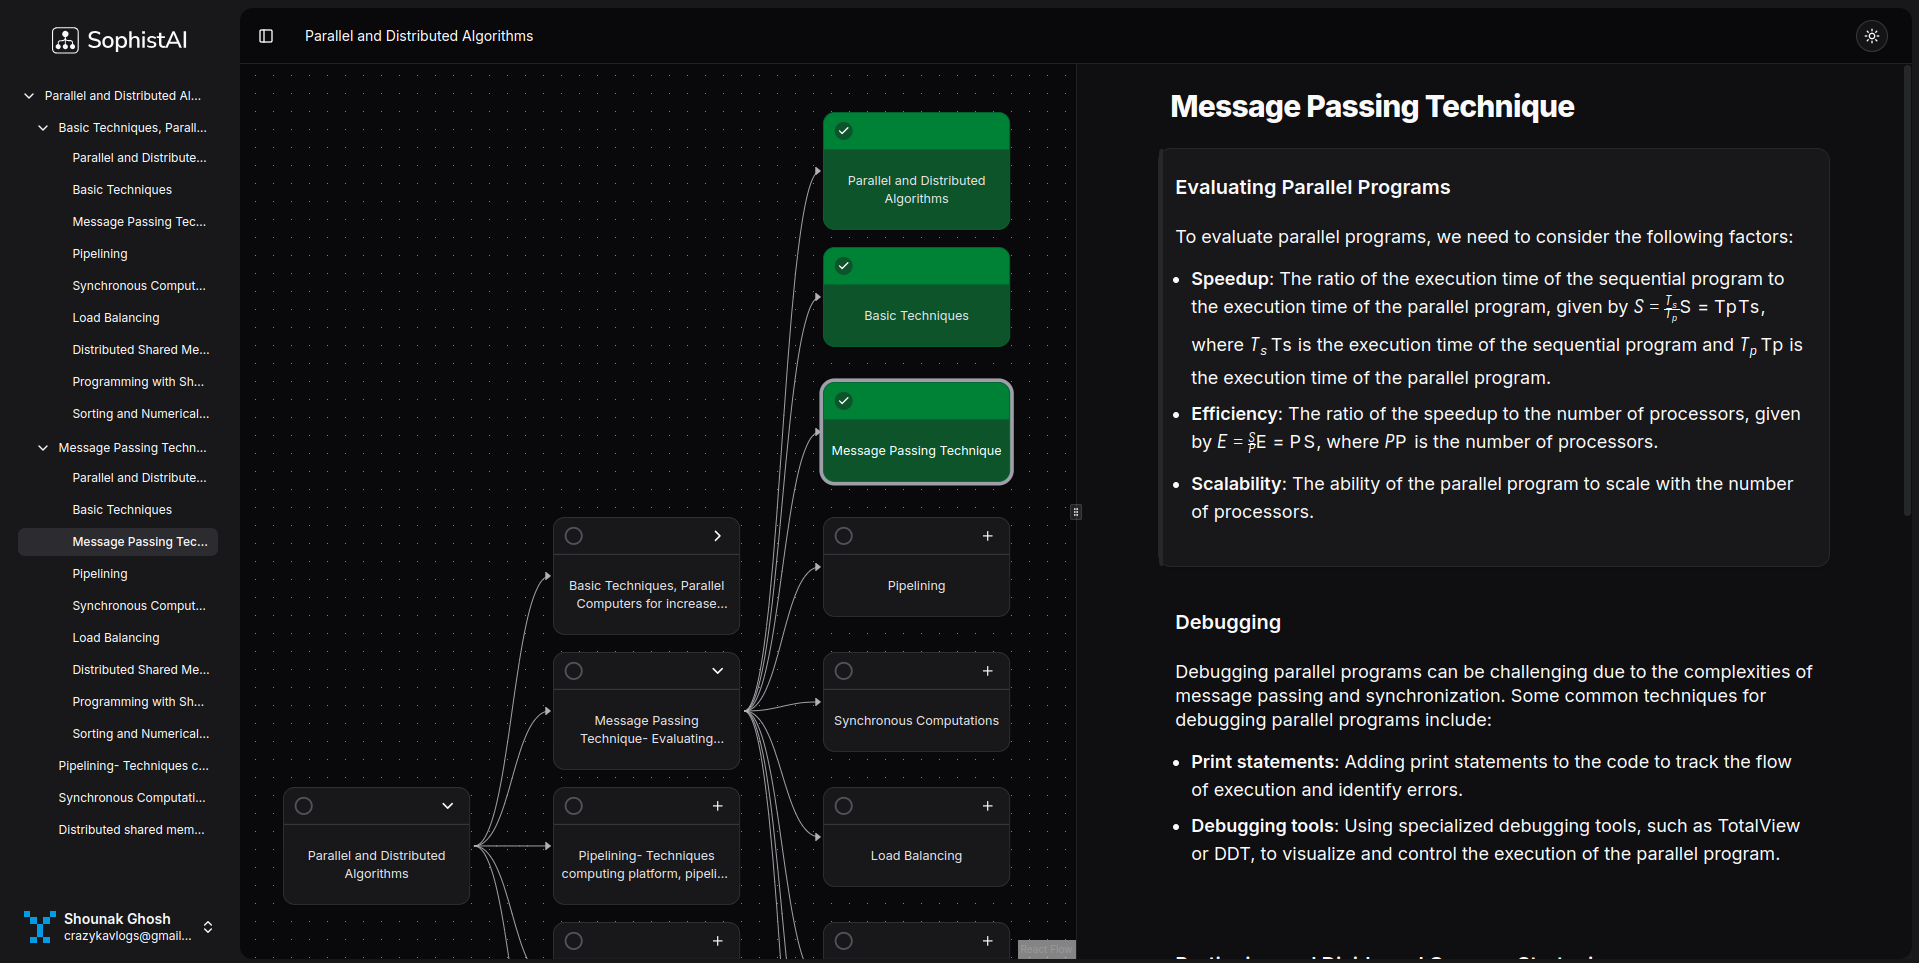 SophistAI
Parallel and Distributed Algorithms
Parallel and Distributed Al...
Basic Techniques, Parall...
Parallel and Distribute...
Basic Techniques
Message Passing Tec...
Pipelining
Synchronous Comput...
Load Balancing
Distributed Shared Me...
Programming with Sh...
Sorting and Numerical...
Message Passing Techn...
Parallel and Distribute...
Basic Techniques
Message Passing Tec...
Pipelining
Synchronous Comput...
Load Balancing
Distributed Shared Me...
Programming with Sh...
Sorting and Numerical...
Pipelining- Techniques c...
Synchronous Computati...
Distributed shared mem...
Shounak Ghosh
crazykavlogs@gmail...
Parallel and Distributed
Algorithms
Basic Techniques
Message Passing Technique
Basic Techniques, Parallel
Computers for increase...
Pipelining
Message Passing
Technique- Evaluating...
Synchronous Computations
Parallel and Distributed
Algorithms
Pipelining- Techniques
computing platform, pipeli...
Load Balancing
React Flow
Message Passing Technique
Evaluating Parallel Programs
To evaluate parallel programs, we need to consider the following factors:
• Speedup: The ratio of the execution time of the sequential program to
the execution time of the parallel program, given by S = Ts/Tp S = TpTs,
where Ts Ts is the execution time of the sequential program and Tp Tp is
the execution time of the parallel program.
• Efficiency: The ratio of the speedup to the number of processors, given
by E = S/P E = PS, where PP is the number of processors.
• Scalability: The ability of the parallel program to scale with the number
of processors.
Debugging
Debugging parallel programs can be challenging due to the complexities of
message passing and synchronization. Some common techniques for
debugging parallel programs include:
• Print statements: Adding print statements to the code to track the flow
of execution and identify errors.
• Debugging tools: Using specialized debugging tools, such as TotalView
or DDT, to visualize and control the execution of the parallel program.